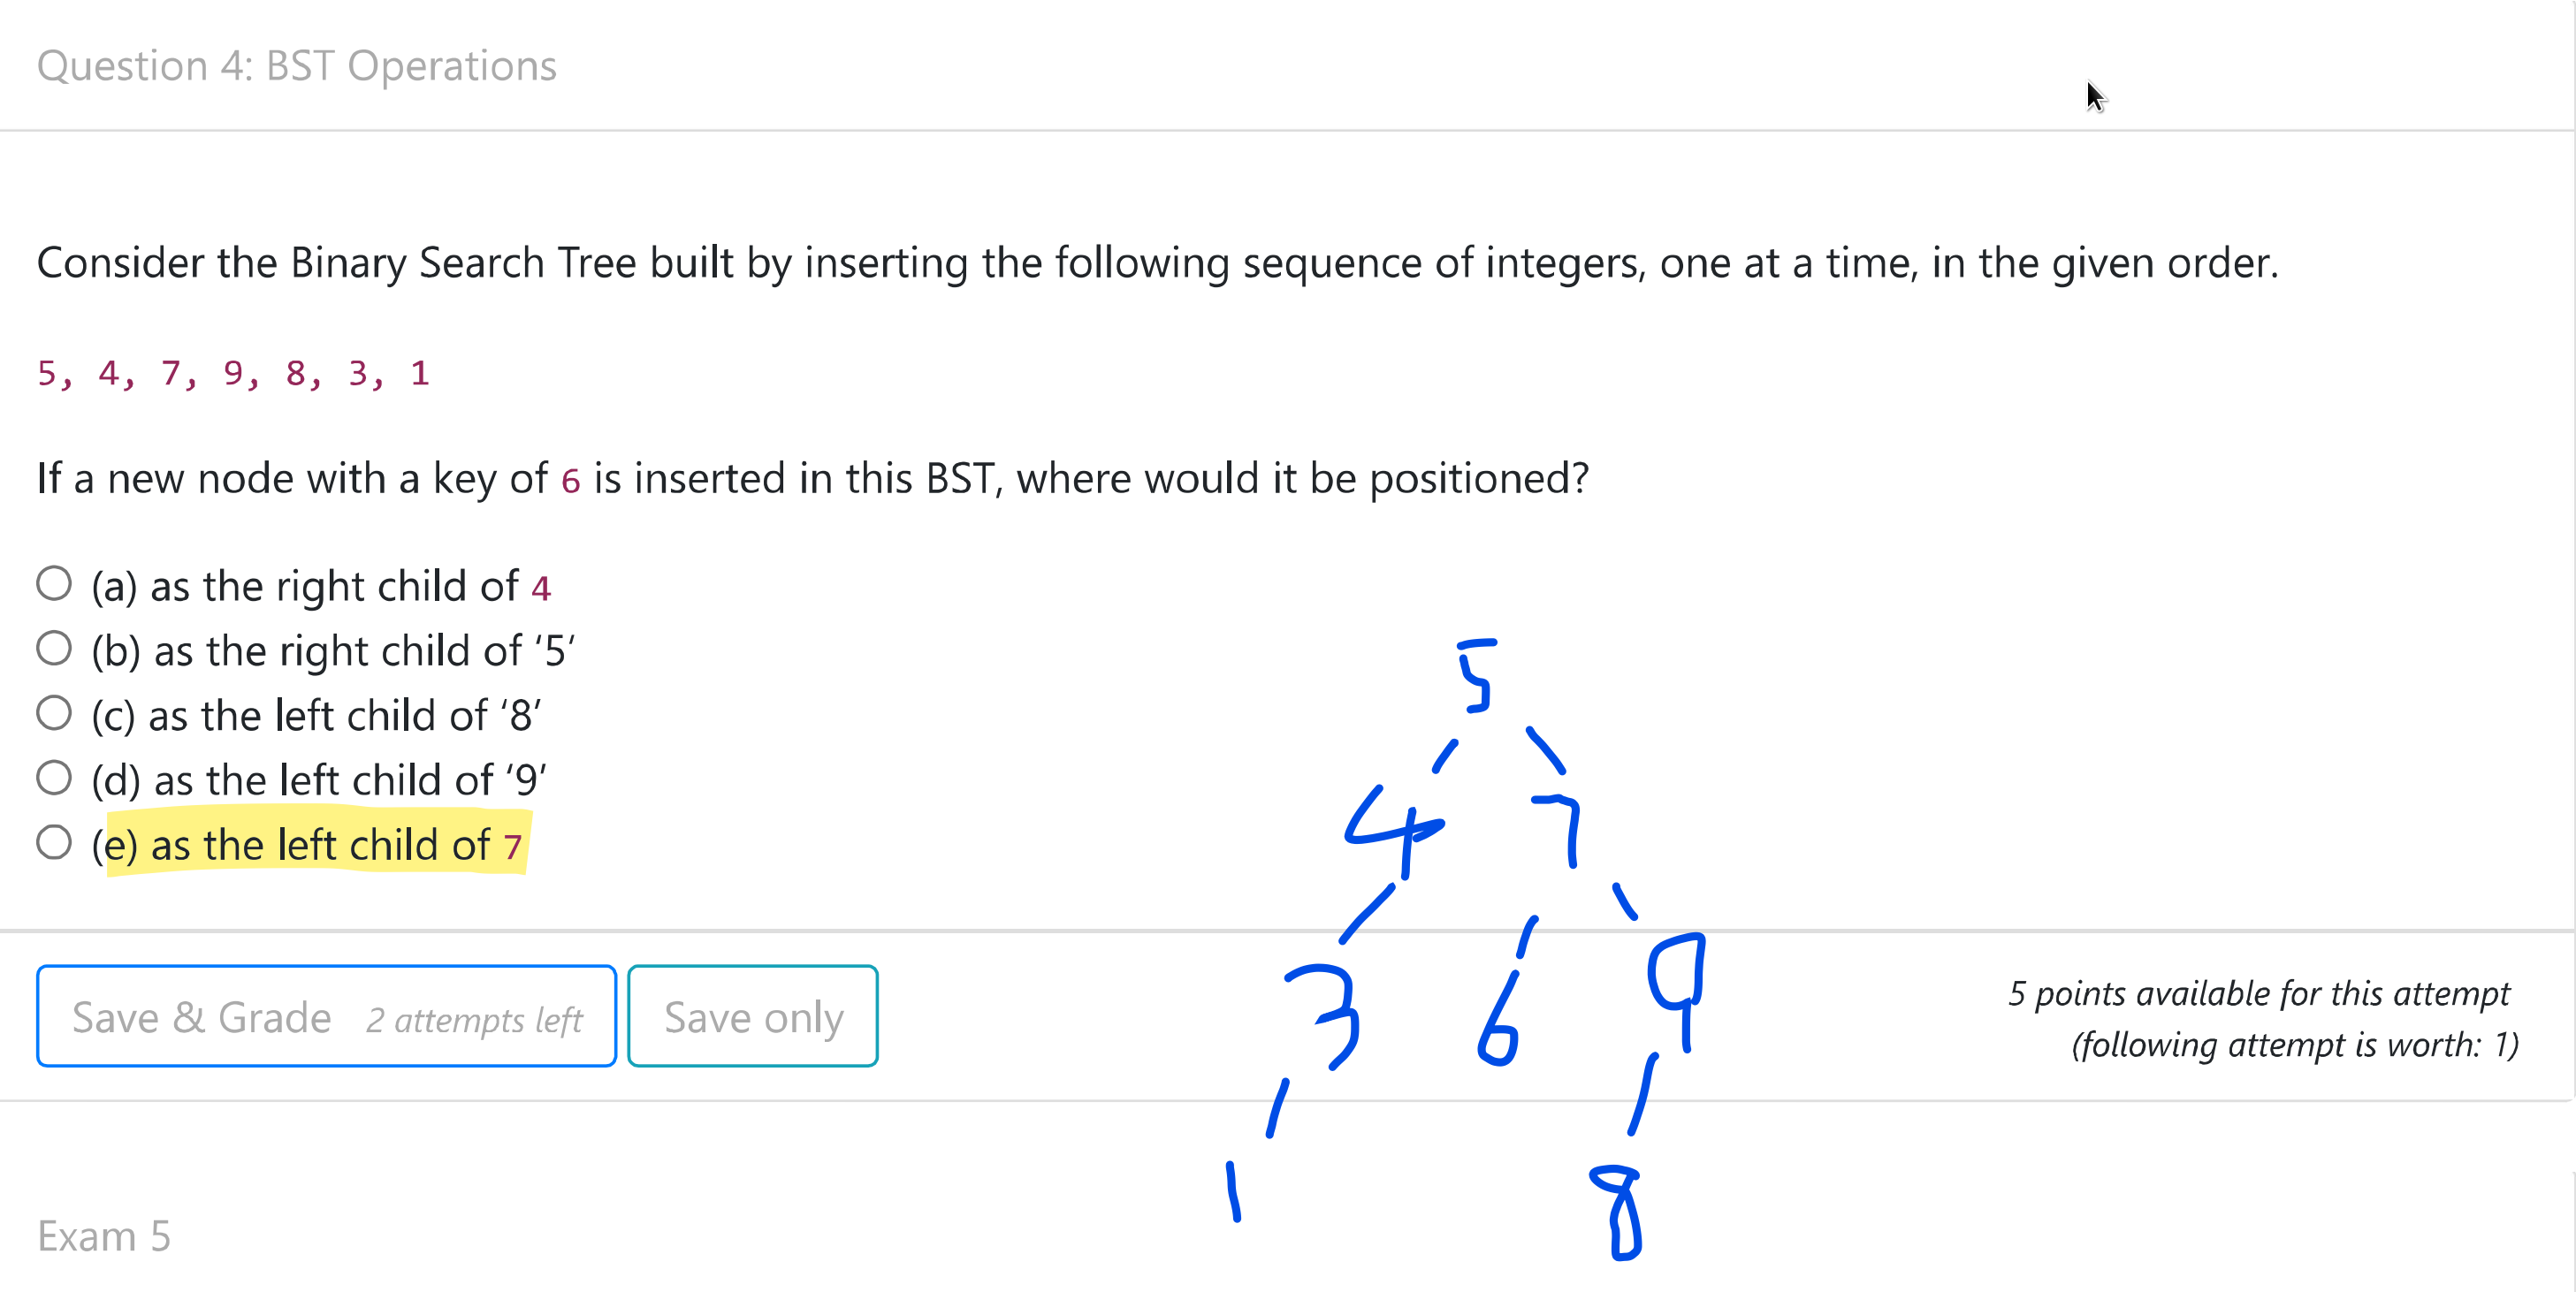 Question 4: BST Operations
Consider the Binary Search Tree built by inserting the following sequence of integers, one at a time, in the given order.
5, 4, 7, 9, 8, 3, 1
If a new node with a key of 6 is inserted in this BST, where would it be positioned?
(a) as the right child of 4
(b) as the right child of ‘5’
(c) as the left child of ‘8’
(d) as the left child of ‘9’
(e) as the left child of 7
5
4 7
3 6 9
1 8
Save & Grade 2 attempts left Save only
5 points available for this attempt
(following attempt is worth: 1)
Exam 5